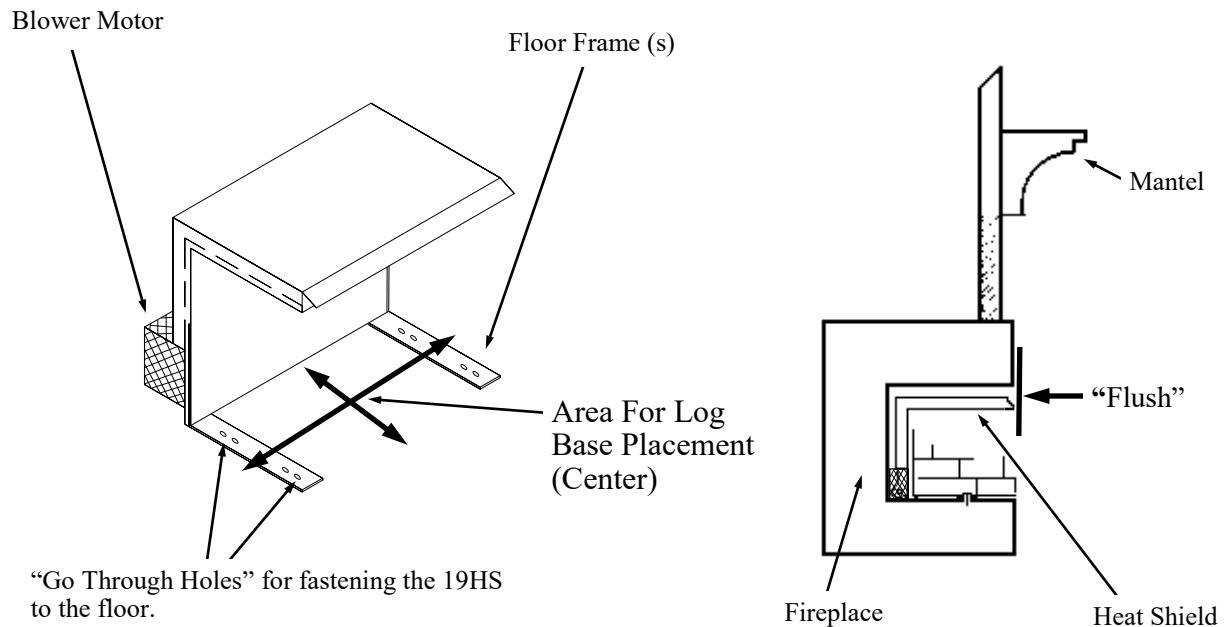 Blower Motor
Floor Frame (s)
Mantel
“Flush”
Area For Log
Base Placement
(Center)
“Go Through Holes” for fastening the 19HS
to the floor.
Fireplace
Heat Shield